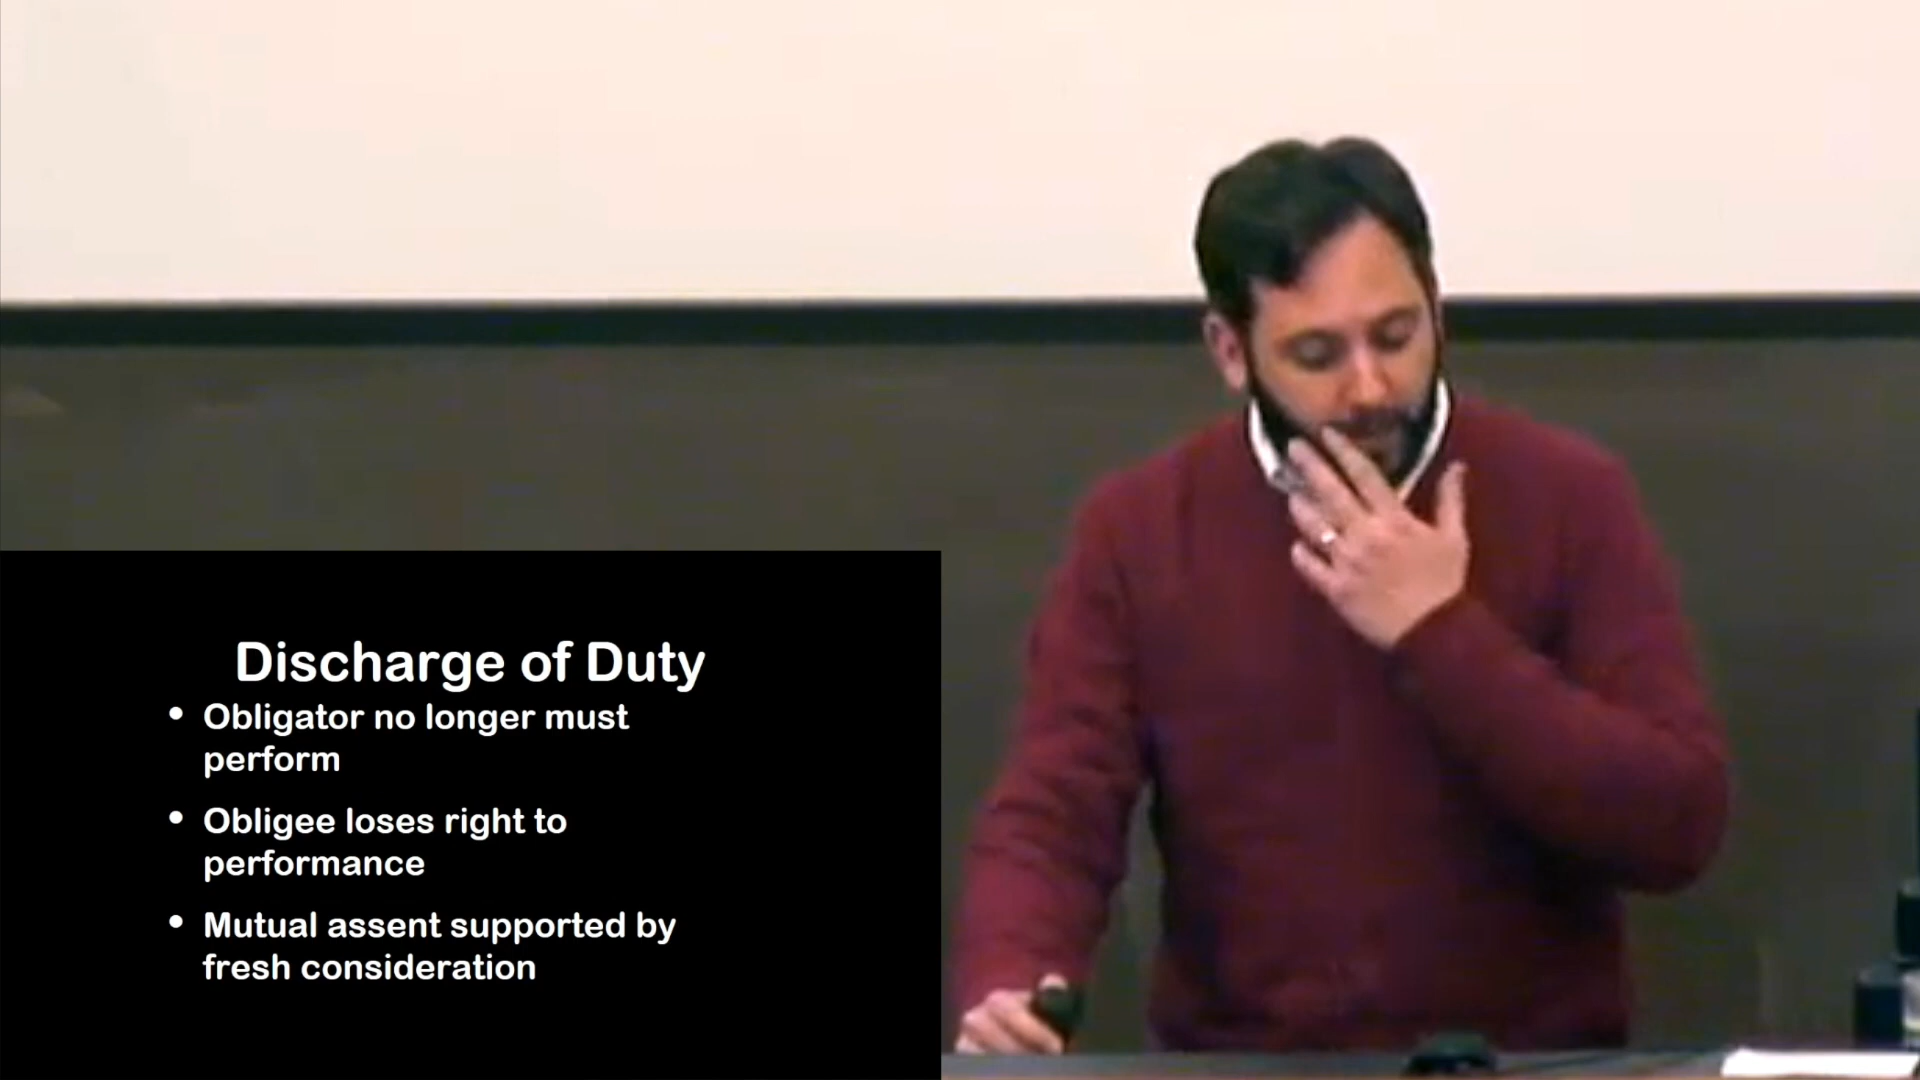 Discharge of Duty
• Obligator no longer must
perform
• Obligee loses right to
performance
• Mutual assent supported by
fresh consideration